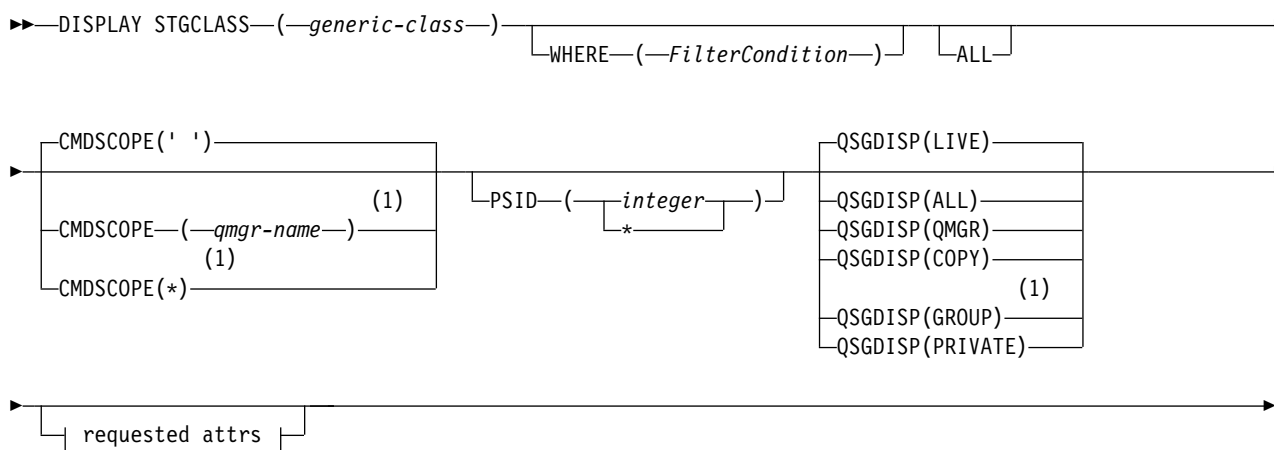 DISPLAY STGCLASS ( generic-class )
WHERE ( FilterCondition ) ALL
CMDSCOPE(' ') QSGDISP(LIVE)
(1) PSID ( integer ) QSGDISP(ALL)
CMDSCOPE ( qmgr-name ) * QSGDISP(QMGR)
(1) QSGDISP(COPY)
CMDSCOPE(*) (1)
QSGDISP(GROUP)
QSGDISP(PRIVATE)
requested attrs